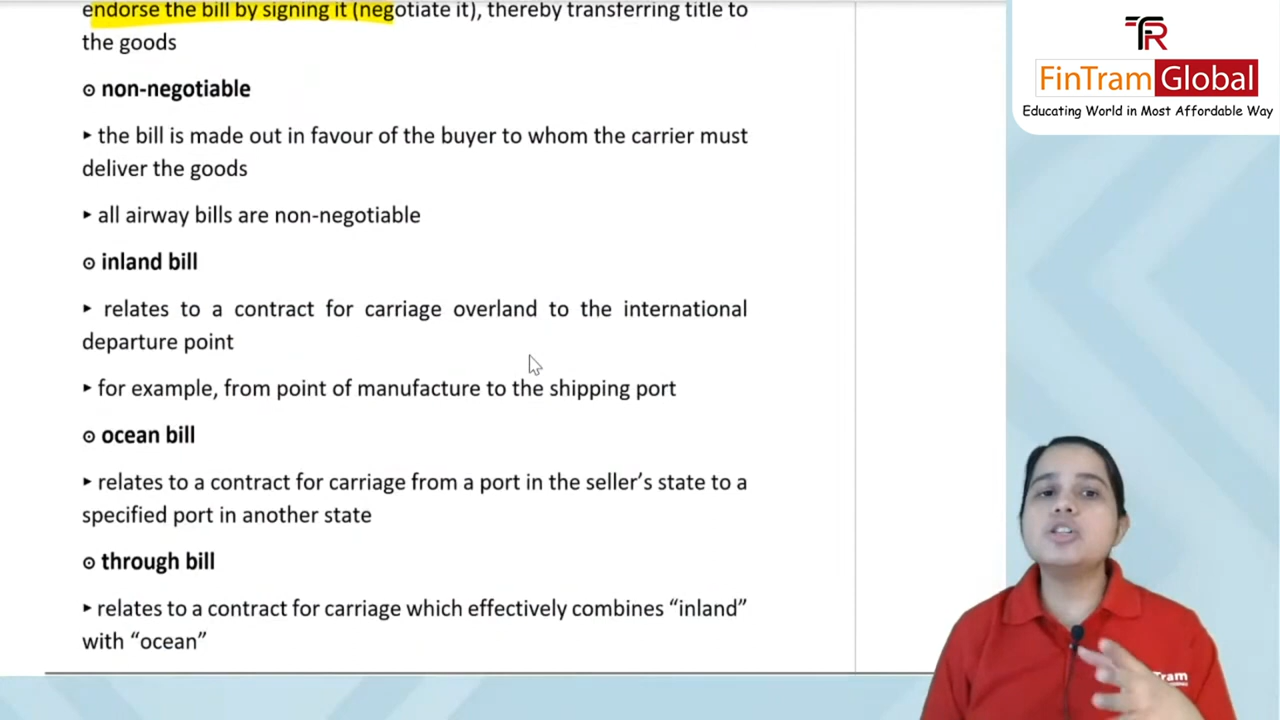 endorse the bill by signing it (negotiate it), thereby transferring title to
the goods
⊙ non-negotiable
▸ the bill is made out in favour of the buyer to whom the carrier must
deliver the goods
▸ all airway bills are non-negotiable
⊙ inland bill
▸ relates to a contract for carriage overland to the international
departure point
▸ for example, from point of manufacture to the shipping port
⊙ ocean bill
▸ relates to a contract for carriage from a port in the seller’s state to a
specified port in another state
⊙ through bill
▸ relates to a contract for carriage which effectively combines “inland”
with “ocean”
TR
FinTram Global
Educating World in Most Affordable Way